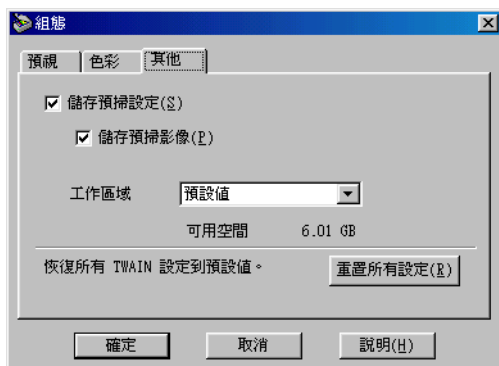 組態
預視 色彩 其他
儲存預掃設定(S)
儲存預掃影像(P)
工作區域 預設值
可用空間 6.01 GB
恢復所有 TWAIN 設定到預設值。 重置所有設定(R)
確定 取消 說明(H)